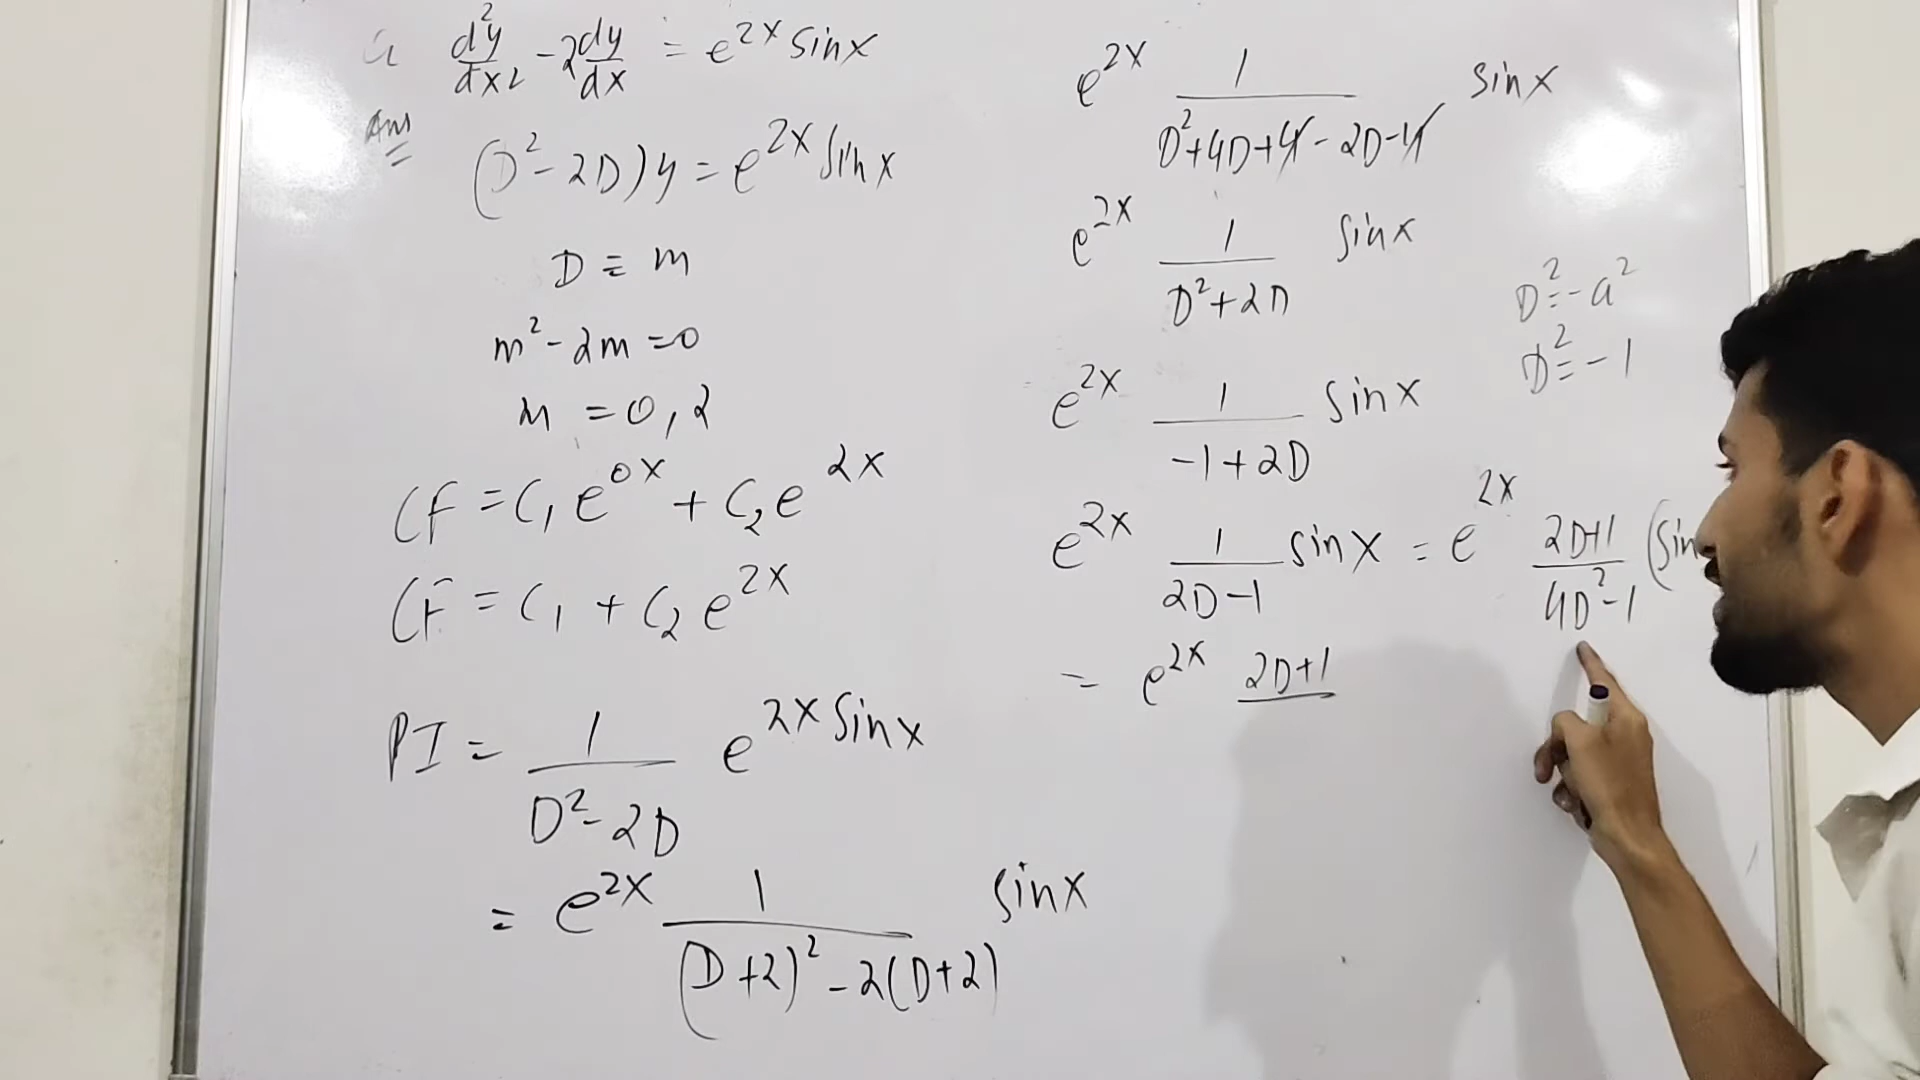 Q d²y/dx² - 2dy/dx = e^2x sinx
Ans (D² - 2D)y = e^2x sinx
D = m
m² - 2m = 0
m = 0, 2
CF = C₁ e^0x + C₂ e^2x
CF = C₁ + C₂ e^2x
PI = 1/(D² - 2D) e^2x sinx
= e^2x 1/((D+2)² - 2(D+2)) sinx
e^2x 1/(D²+4D+4-2D-4) sinx
e^2x 1/(D²+2D) sinx
D² = -a²
D² = -1
e^2x 1/(-1+2D) sinx
e^2x 1/(2D-1) sinx = e^2x (2D+1)/(4D²-1) (sin
= e^2x 2D+1